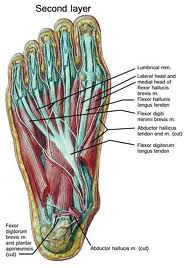 Second layer
Lumbrical mm.
Lateral head and
medial head of
flexor hallucis
brevis m.
Flexor hallucis
longus tendon
Flexor digiti
minimi brevis m.
Abductor hallucis
tendon and m. (cut)
Flexor digitorum
longus tendon
Fexor
digitorum
brevis m.
and plantar
aponeurosis
(cut)
Abductor hallucis m. (cut)